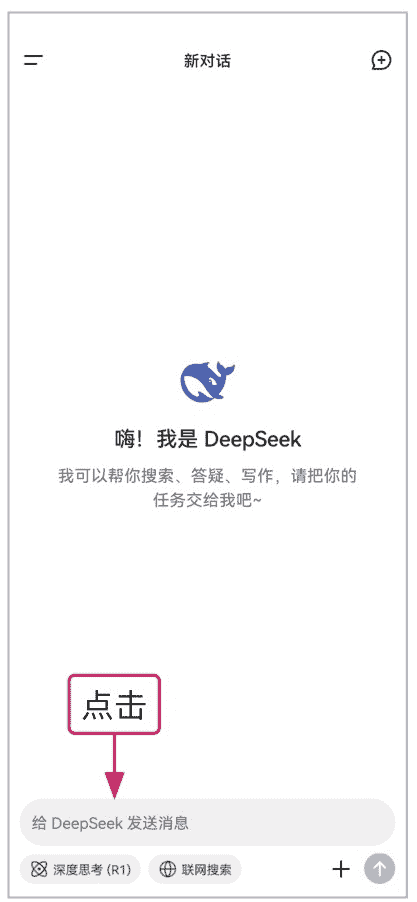 新对话
嗨！我是 DeepSeek
我可以帮你搜索、答疑、写作，请把你的
任务交给我吧~
点击
给 DeepSeek 发送消息
深度思考 (R1) 联网搜索